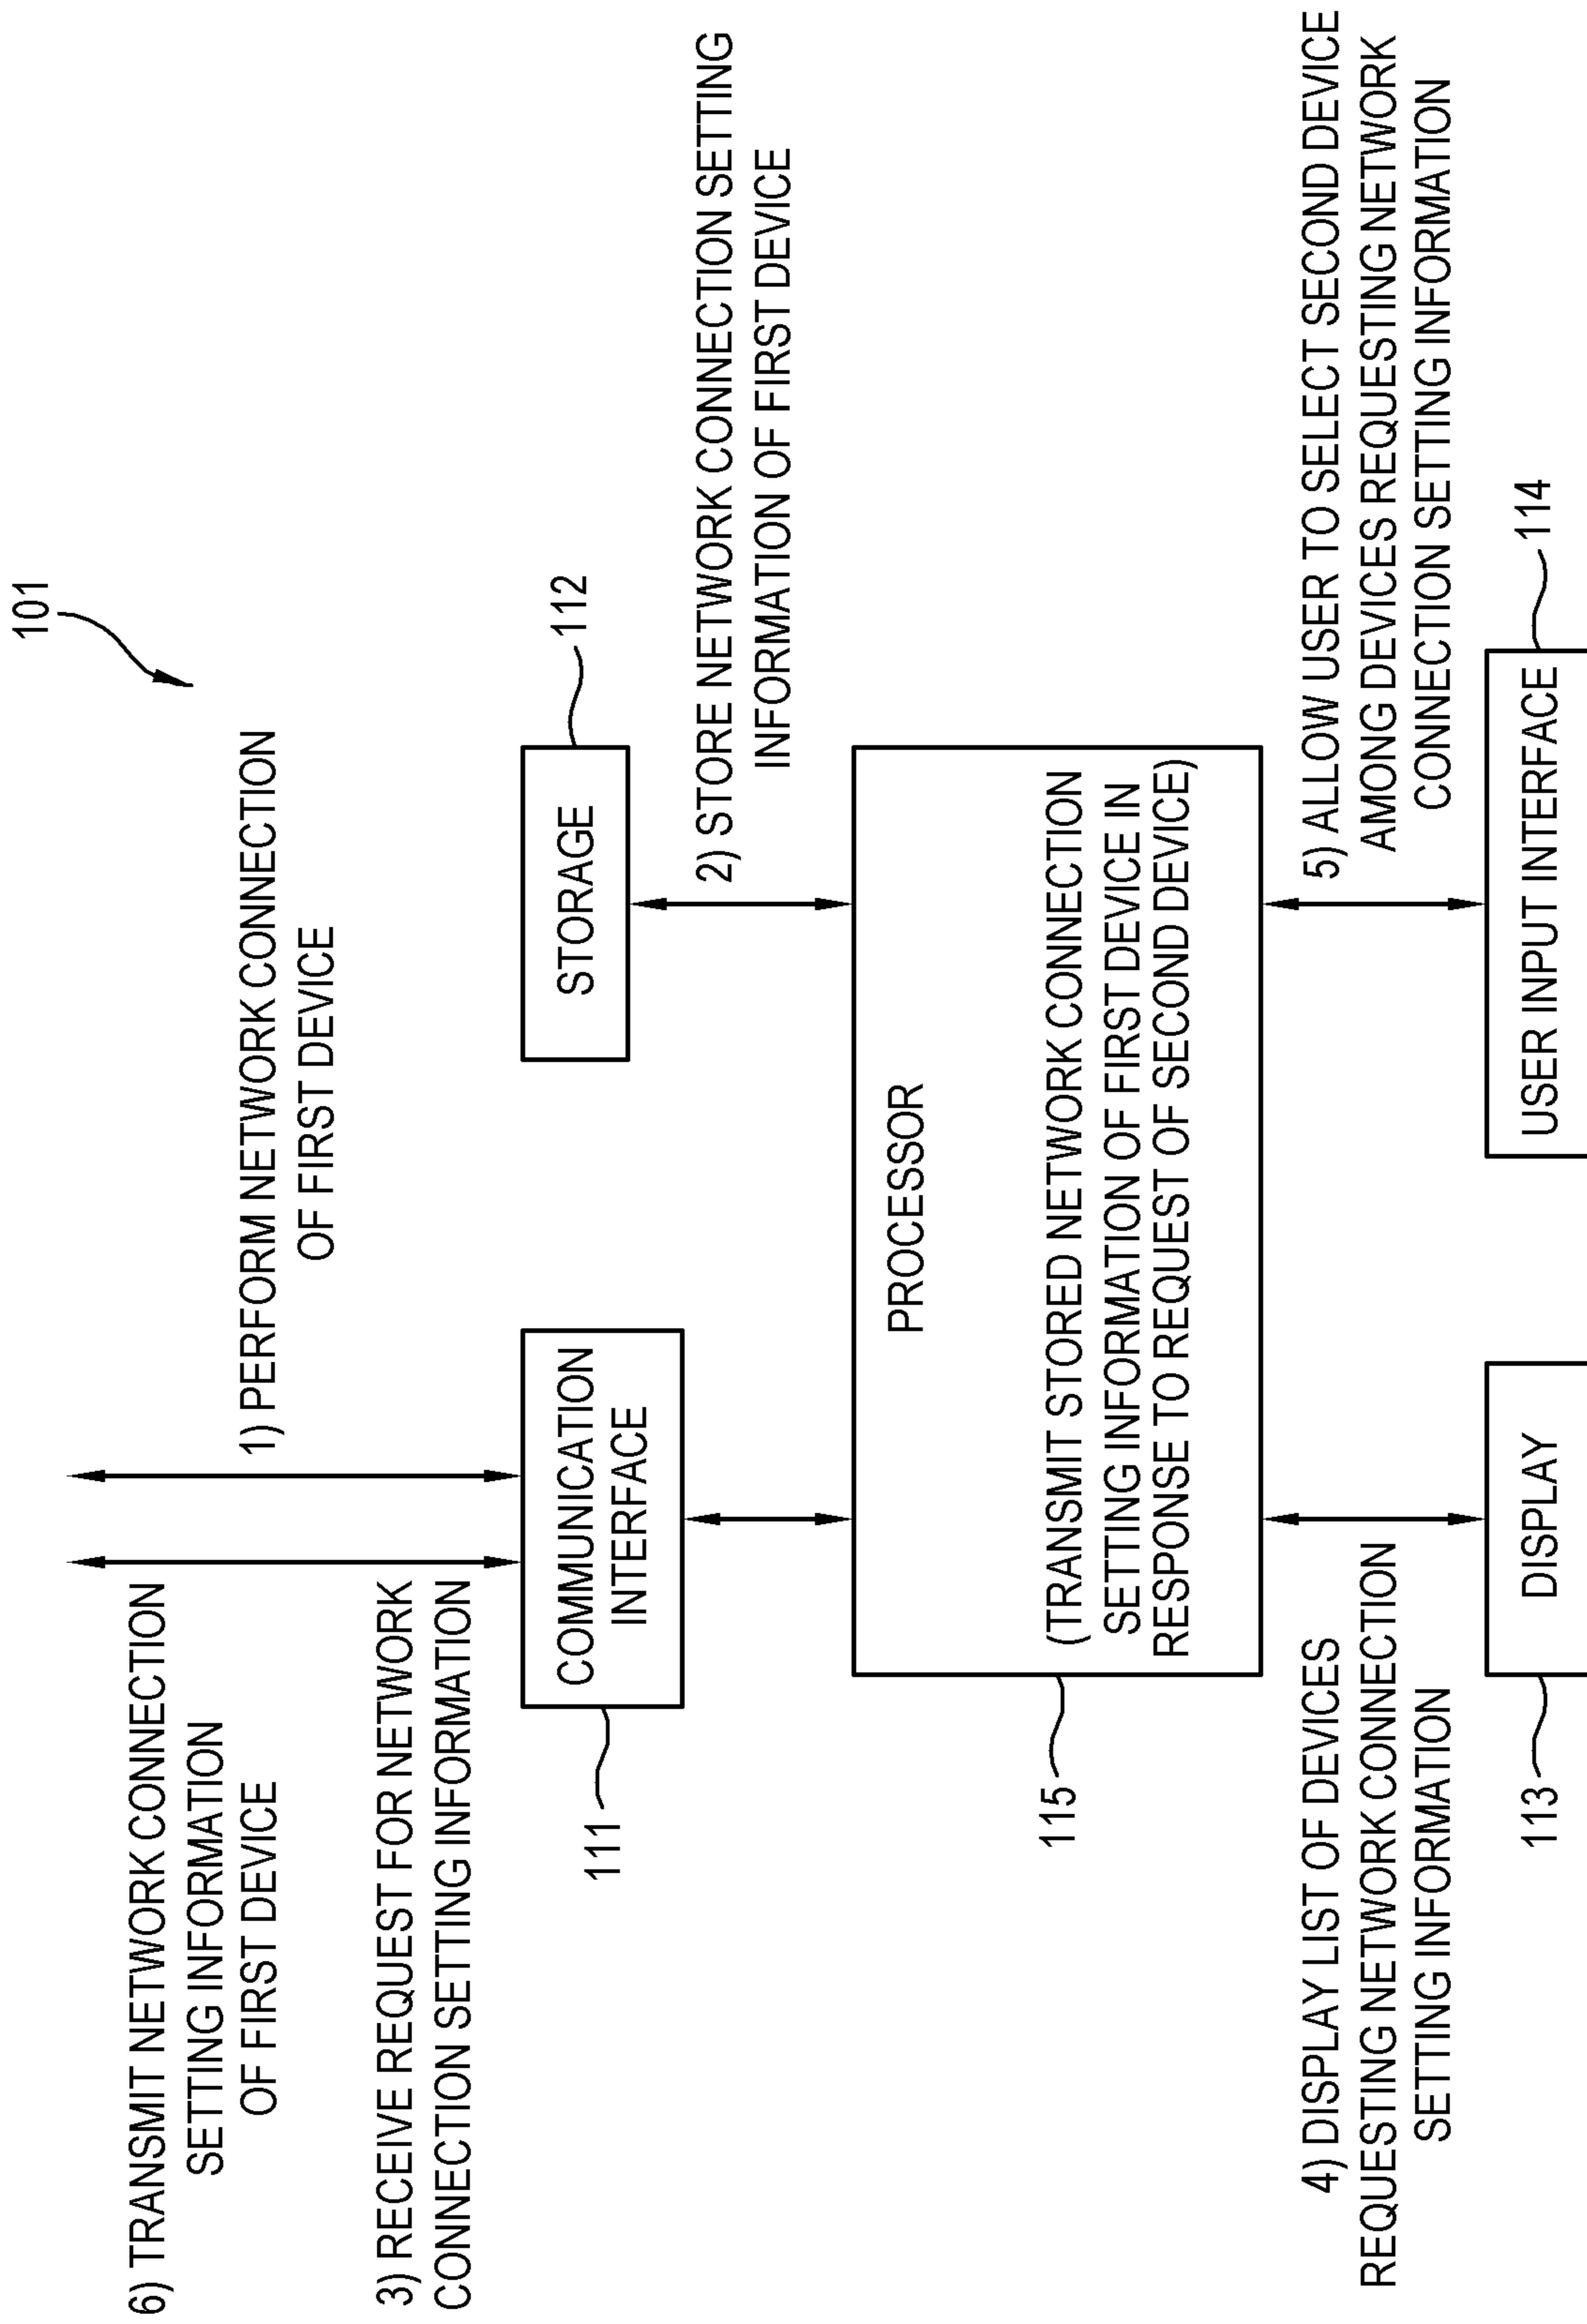 101
6) TRANSMIT NETWORK CONNECTION
SETTING INFORMATION
OF FIRST DEVICE
1) PERFORM NETWORK CONNECTION
OF FIRST DEVICE
3) RECEIVE REQUEST FOR NETWORK
CONNECTION SETTING INFORMATION
111
COMMUNICATION
INTERFACE
STORAGE
112
2) STORE NETWORK CONNECTION SETTING
INFORMATION OF FIRST DEVICE
115
PROCESSOR
(TRANSMIT STORED NETWORK CONNECTION
SETTING INFORMATION OF FIRST DEVICE IN
RESPONSE TO REQUEST OF SECOND DEVICE)
4) DISPLAY LIST OF DEVICES
REQUESTING NETWORK CONNECTION
SETTING INFORMATION
5) ALLOW USER TO SELECT SECOND DEVICE
AMONG DEVICES REQUESTING NETWORK
CONNECTION SETTING INFORMATION
113
DISPLAY
USER INPUT INTERFACE
114